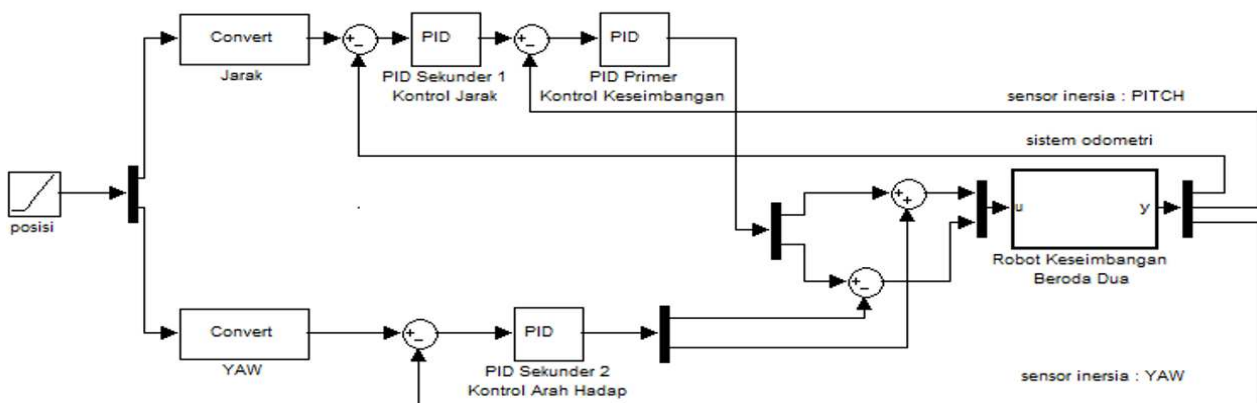 Convert
Jarak
PID
PID Sekunder 1
Kontrol Jarak
PID
PID Primer
Kontrol Keseimbangan
sensor inersia : PITCH
sistem odometri
posisi
u
y
Robot Keseimbangan
Beroda Dua
Convert
YAW
PID
PID Sekunder 2
Kontrol Arah Hadap
sensor inersia : YAW